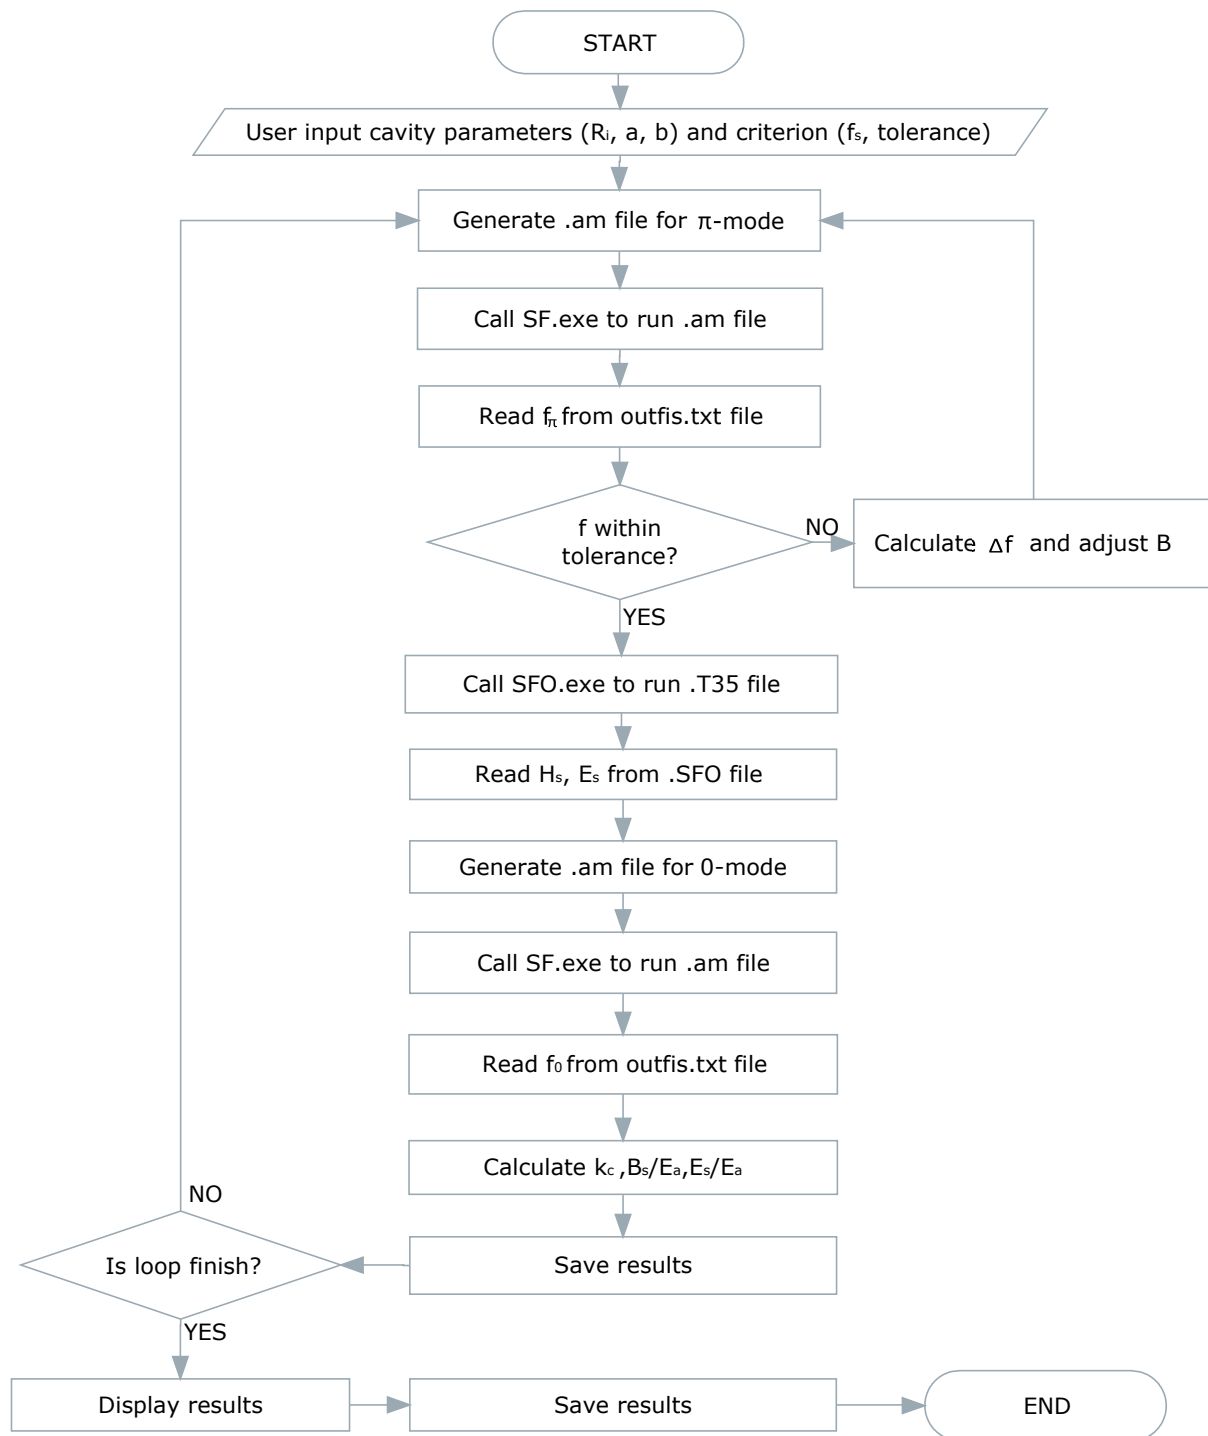 START
User input cavity parameters (Rᵢ, a, b) and criterion (fₛ, tolerance)
Generate .am file for π-mode
Call SF.exe to run .am file
Read fπ from outfis.txt file
f within
tolerance?
NO
Calculate Δf and adjust B
YES
Call SFO.exe to run .T35 file
Read Hₛ, Eₛ from .SFO file
Generate .am file for 0-mode
Call SF.exe to run .am file
Read f₀ from outfis.txt file
Calculate k꜀,Bₛ/Eₐ,Eₛ/Eₐ
NO
Is loop finish?
Save results
YES
Display results
Save results
END